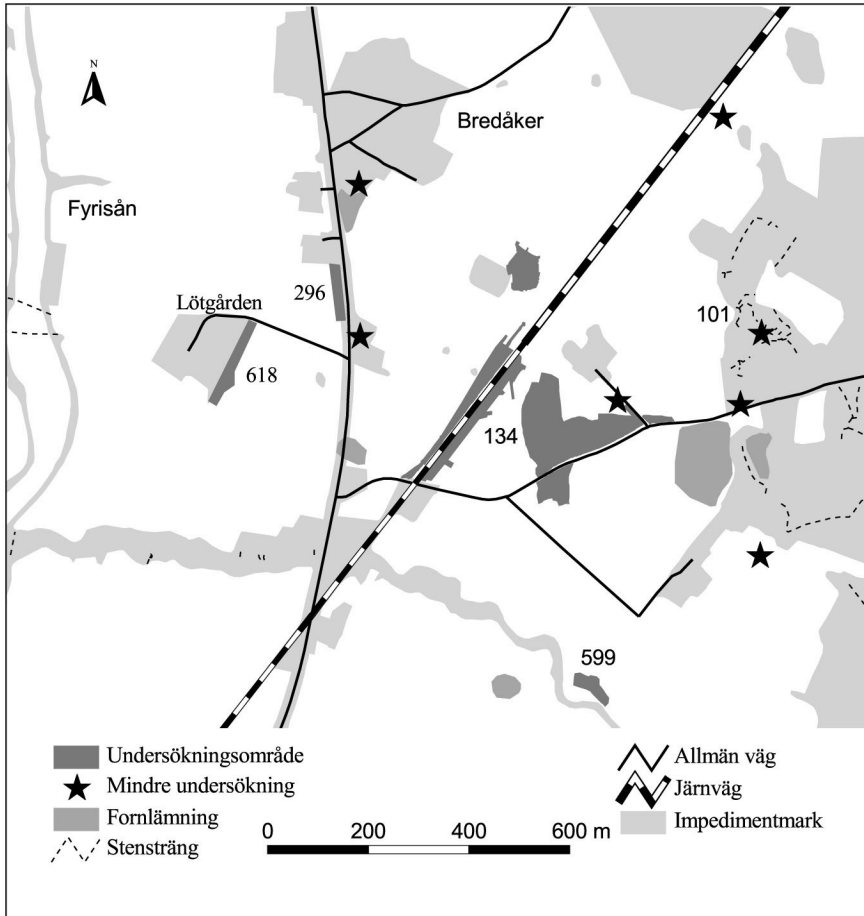 N
Bredåker
Fyrisån
296
Lötgården
101
618
134
599
Undersökningsområde
Mindre undersökning
Fornlämning
Stensträng
0 200 400 600 m
Allmän väg
Järnväg
Impedimentmark